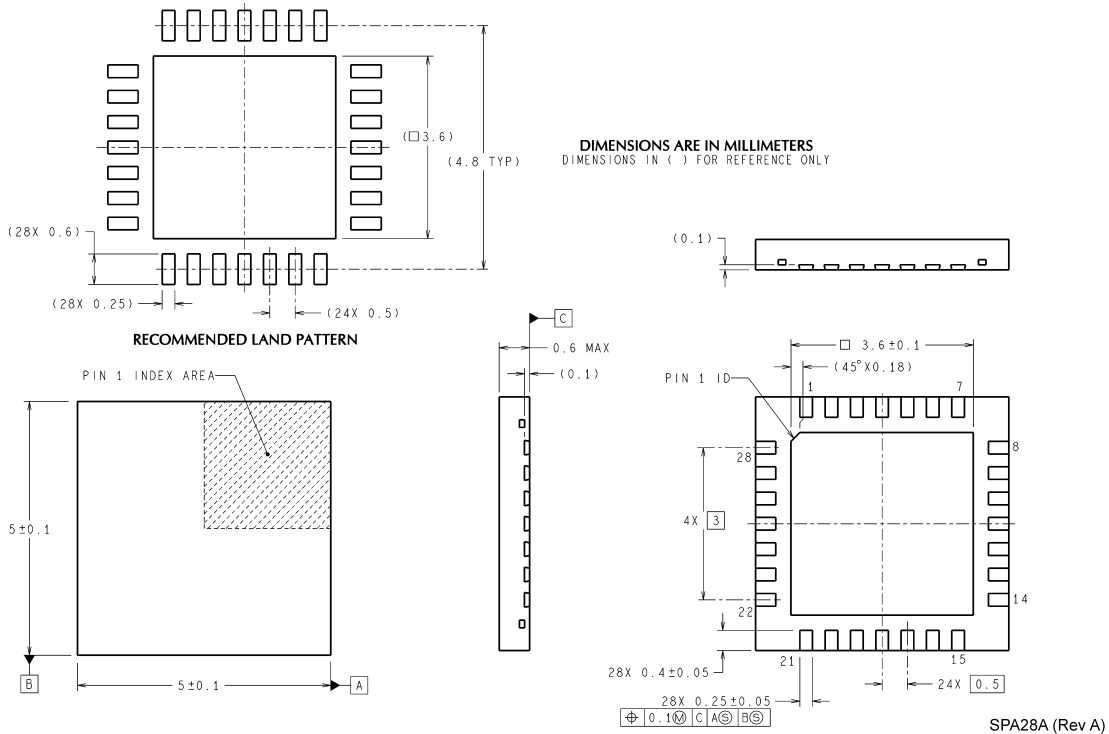 (□3.6)
(4.8 TYP)
DIMENSIONS ARE IN MILLIMETERS
DIMENSIONS IN ( ) FOR REFERENCE ONLY
(28X 0.6)
(0.1)
(28X 0.25)
(24X 0.5)
RECOMMENDED LAND PATTERN
C
0.6 MAX
(0.1)
□ 3.6±0.1
(45°X0.18)
PIN 1 INDEX AREA
PIN 1 ID
1
7
28
8
5±0.1
4X 3
22
14
21
15
28X 0.4±0.05
B
5±0.1
A
24X 0.5
28X 0.25±0.05
⌖ 0.1Ⓜ C AⓈ BⓈ
SPA28A (Rev A)